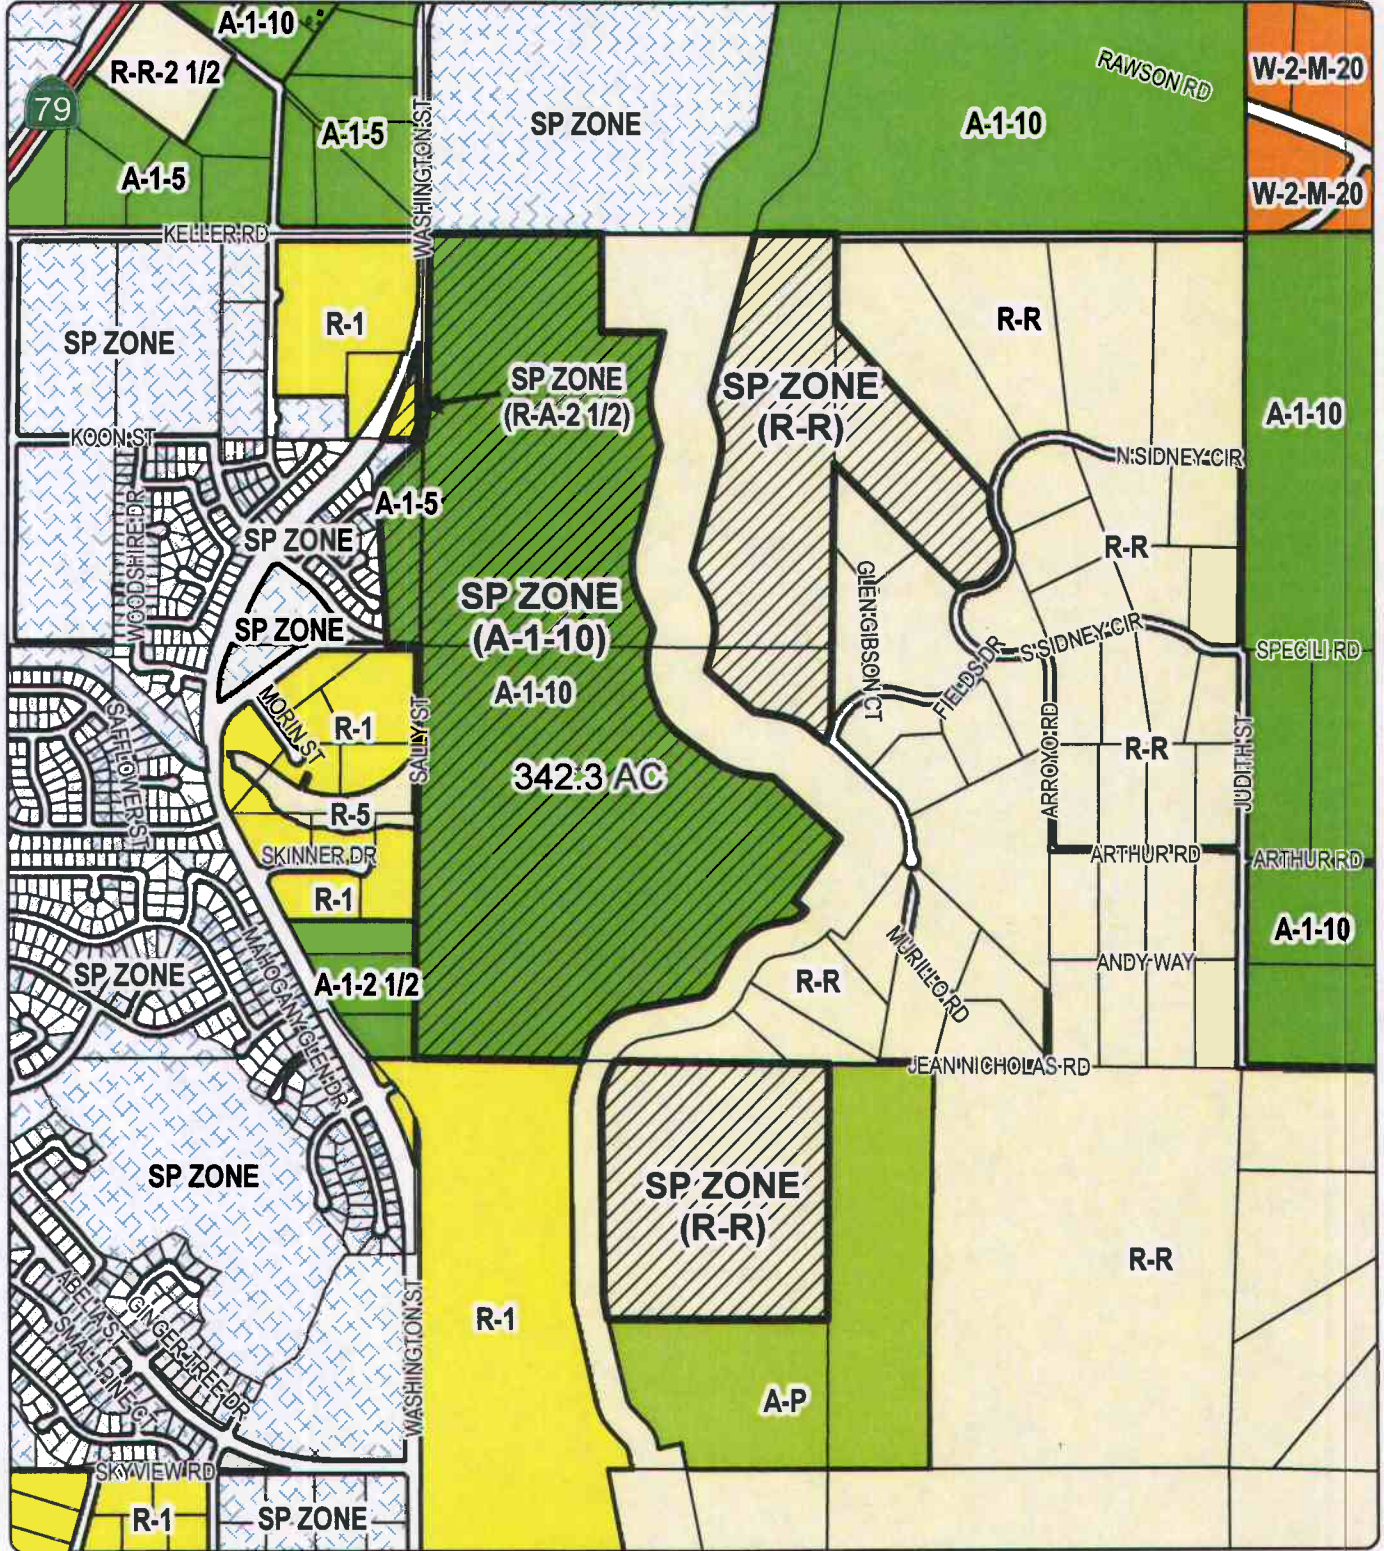 A-1-10
R-R-2 1/2
79
A-1-5
A-1-5
WASHINGTON ST
SP ZONE
A-1-10
RAWSON RD
W-2-M-20
W-2-M-20
KELLER RD
SP ZONE
R-1
SP ZONE
(R-A-2 1/2)
SP ZONE
(R-R)
R-R
A-1-10
KOON ST
N SIDNEY CIR
A-1-5
WOODSHIRE DR
SP ZONE
R-R
GLEN GIBSON CT
SP ZONE
(A-1-10)
SP ZONE
A-1-10
FIELDS DR
S SIDNEY CIR
SPECILI RD
MORIN ST
SAFFLOWER ST
R-1
SALLY ST
ARROYO RD
R-R
JUDITH ST
342.3 AC
R-5
SKINNER DR
ARTHUR RD
ARTHUR RD
R-1
A-1-10
MAHOGANY GLEN DR
MURILLO RD
SP ZONE
A-1-2 1/2
R-R
ANDY WAY
JEAN NICHOLAS RD
SP ZONE
SP ZONE
(R-R)
R-R
ABELIA ST
GINGER TREE DR
SMALL PINE CT
WASHINGTON ST
R-1
A-P
SKYVIEW RD
R-1
SP ZONE